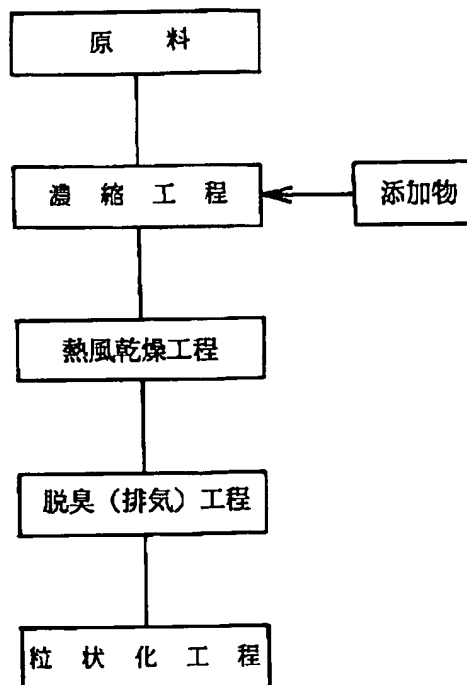 原料
濃縮工程
添加物
熱風乾燥工程
脱臭(排気)工程
粒状化工程